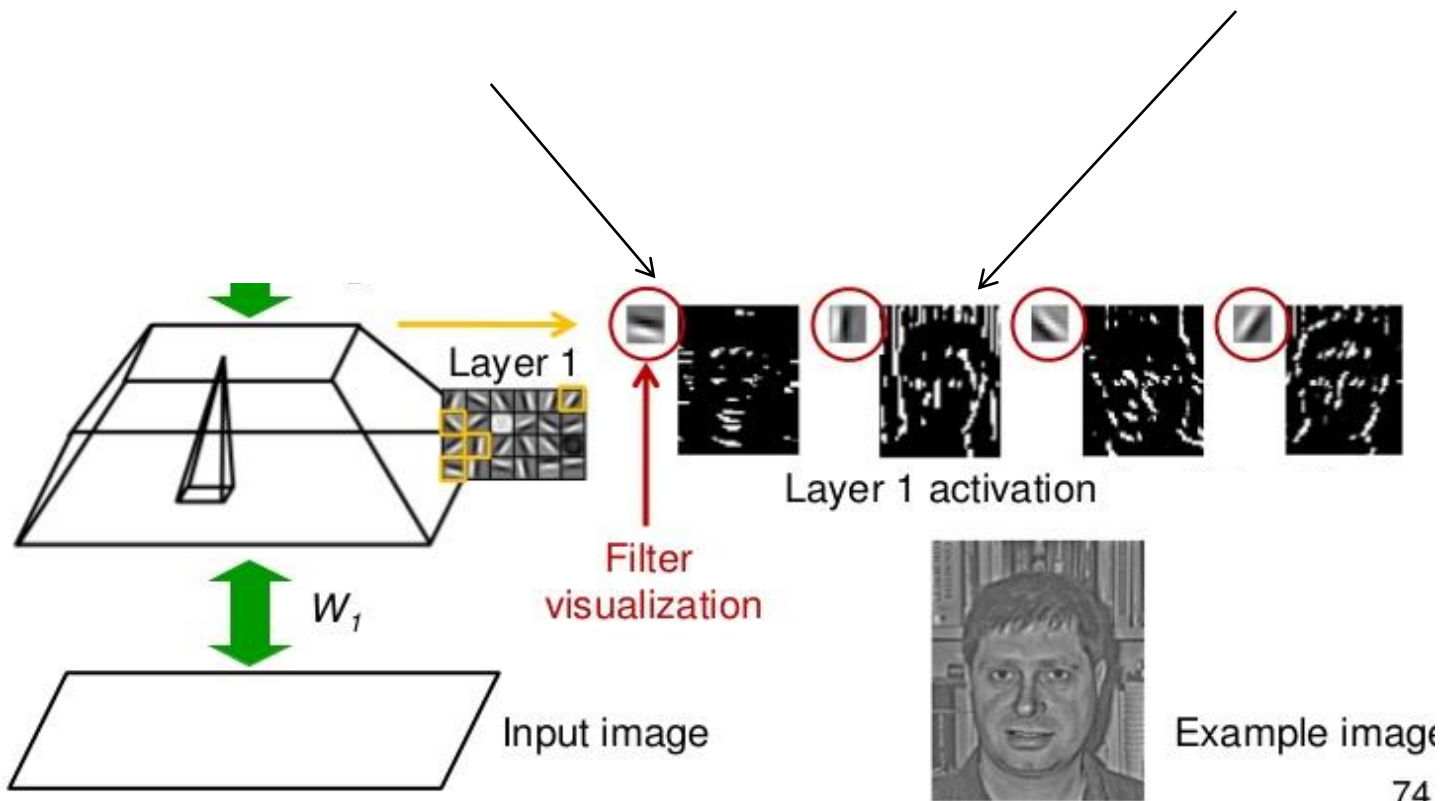 Layer 1
Layer 1 activation
Filter
visualization
W1
Input image
Example image
74